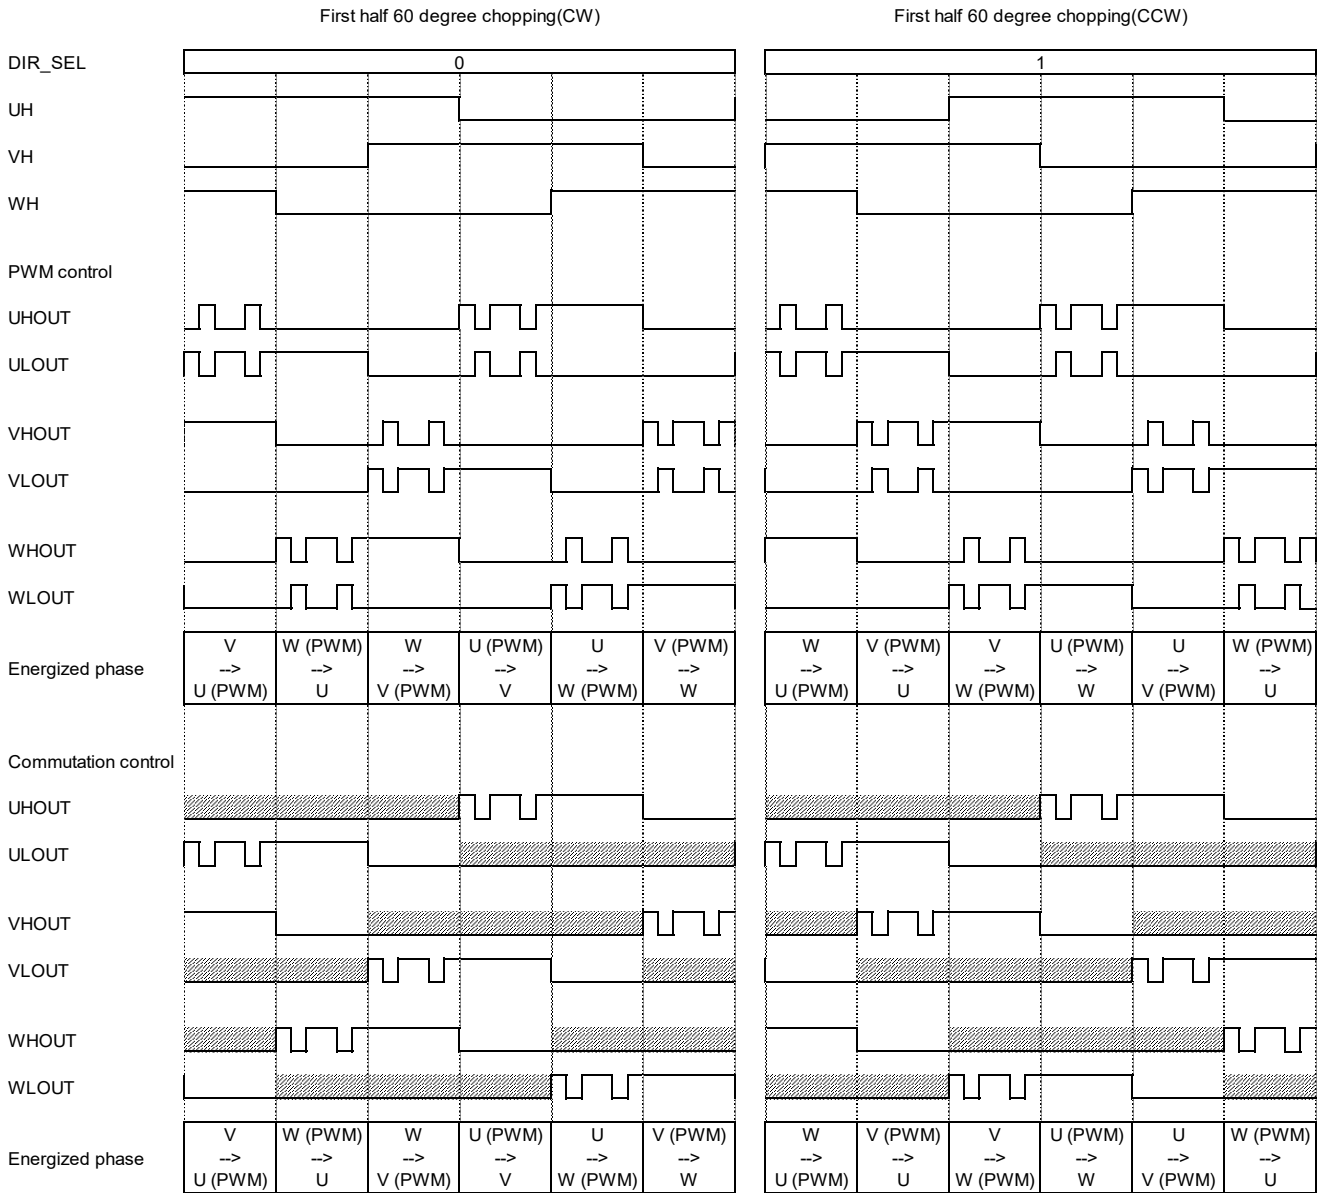 First half 60 degree chopping(CW) First half 60 degree chopping(CCW)
DIR_SEL 0 1
UH
VH
WH
PWM control
UHOUT
ULOUT
VHOUT
VLOUT
WHOUT
WLOUT
V W (PWM) W U (PWM) U V (PWM) W V (PWM) V U (PWM) U W (PWM)
Energized phase --> --> --> --> --> --> --> --> --> --> --> -->
U (PWM) U V (PWM) V W (PWM) W U (PWM) U W (PWM) W V (PWM) U
Commutation control
UHOUT
ULOUT
VHOUT
VLOUT
WHOUT
WLOUT
V W (PWM) W U (PWM) U V (PWM) W V (PWM) V U (PWM) U W (PWM)
Energized phase --> --> --> --> --> --> --> --> --> --> --> -->
U (PWM) U V (PWM) V W (PWM) W U (PWM) U W (PWM) W V (PWM) U